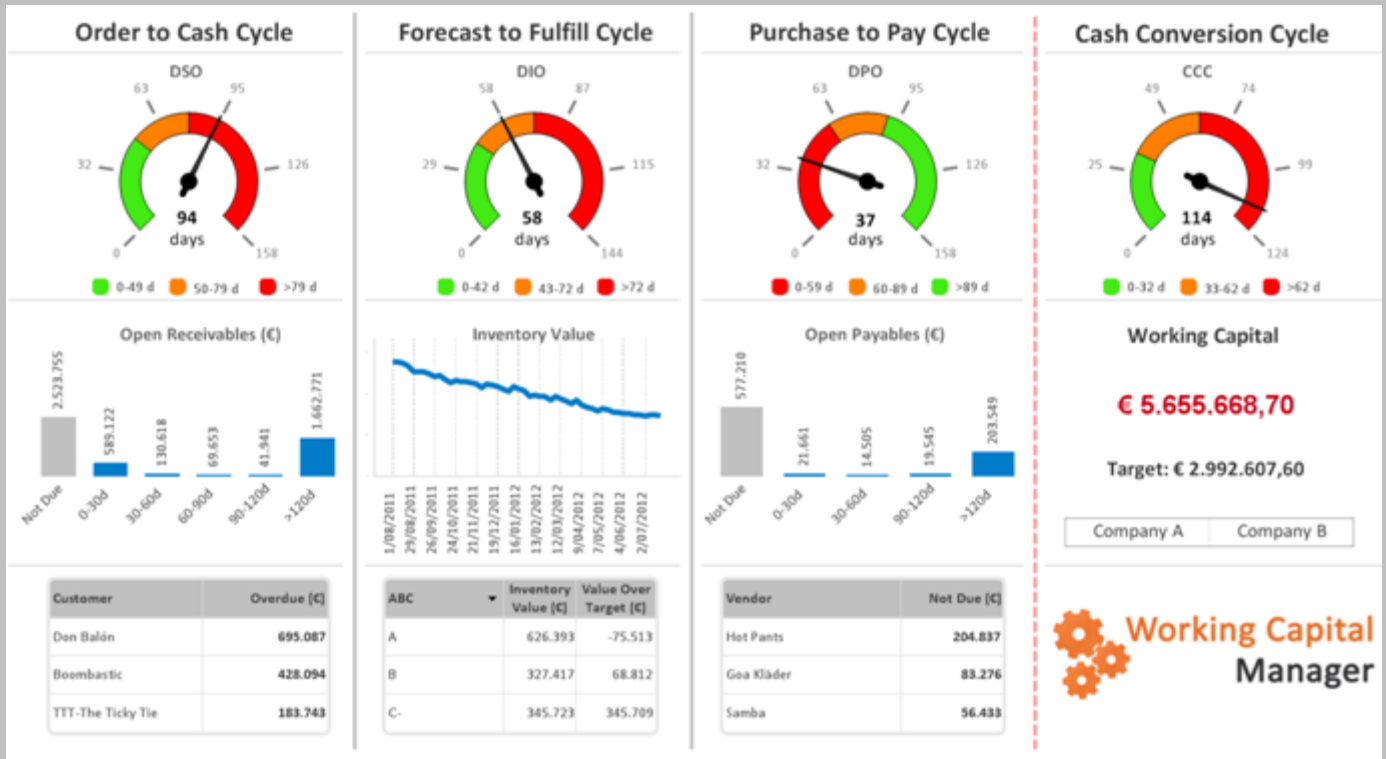 Order to Cash Cycle
DSO
63
95
32
126
94
days
0
158
0-49 d
50-79 d
>79 d
Open Receivables (€)
2.523.755
589.122
130.618
69.653
41.941
1.662.771
Not Due
0-30d
30-60d
60-90d
90-120d
>120d
Customer
Overdue (€)
Don Balón
695.087
Boombastic
428.094
TTT-The Ticky Tie
183.743
Forecast to Fulfill Cycle
DIO
58
87
29
115
58
days
0
144
0-42 d
43-72 d
>72 d
Inventory Value
1/08/2011
29/08/2011
26/09/2011
24/10/2011
21/11/2011
19/12/2011
16/01/2012
13/02/2012
12/03/2012
9/04/2012
7/05/2012
4/06/2012
2/07/2012
ABC
Inventory
Value (€)
Value Over
Target (€)
A
626.393
-75.513
B
327.417
68.812
C-
345.723
345.709
Purchase to Pay Cycle
DPO
63
95
32
126
37
days
0
158
0-59 d
60-89 d
>89 d
Open Payables (€)
577.210
21.661
14.505
19.545
203.549
Not Due
0-30d
30-60d
90-120d
>120d
Vendor
Not Due (€)
Hot Pants
204.837
Goa Kläder
83.276
Samba
56.433
Cash Conversion Cycle
CCC
49
74
25
99
114
days
0
124
0-32 d
33-62 d
>62 d
Working Capital
€ 5.655.668,70
Target: € 2.992.607,60
Company A
Company B
Working Capital
Manager